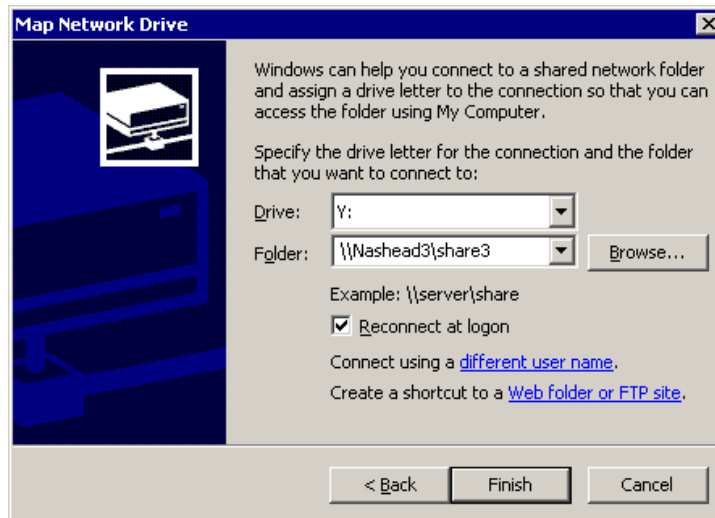 Map Network Drive
Windows can help you connect to a shared network folder
and assign a drive letter to the connection so that you can
access the folder using My Computer.
Specify the drive letter for the connection and the folder
that you want to connect to:
Drive: Y:
Folder: \\Nashead3\share3 Browse...
Example: \\server\share
Reconnect at logon
Connect using a different user name.
Create a shortcut to a Web folder or FTP site.
< Back Finish Cancel